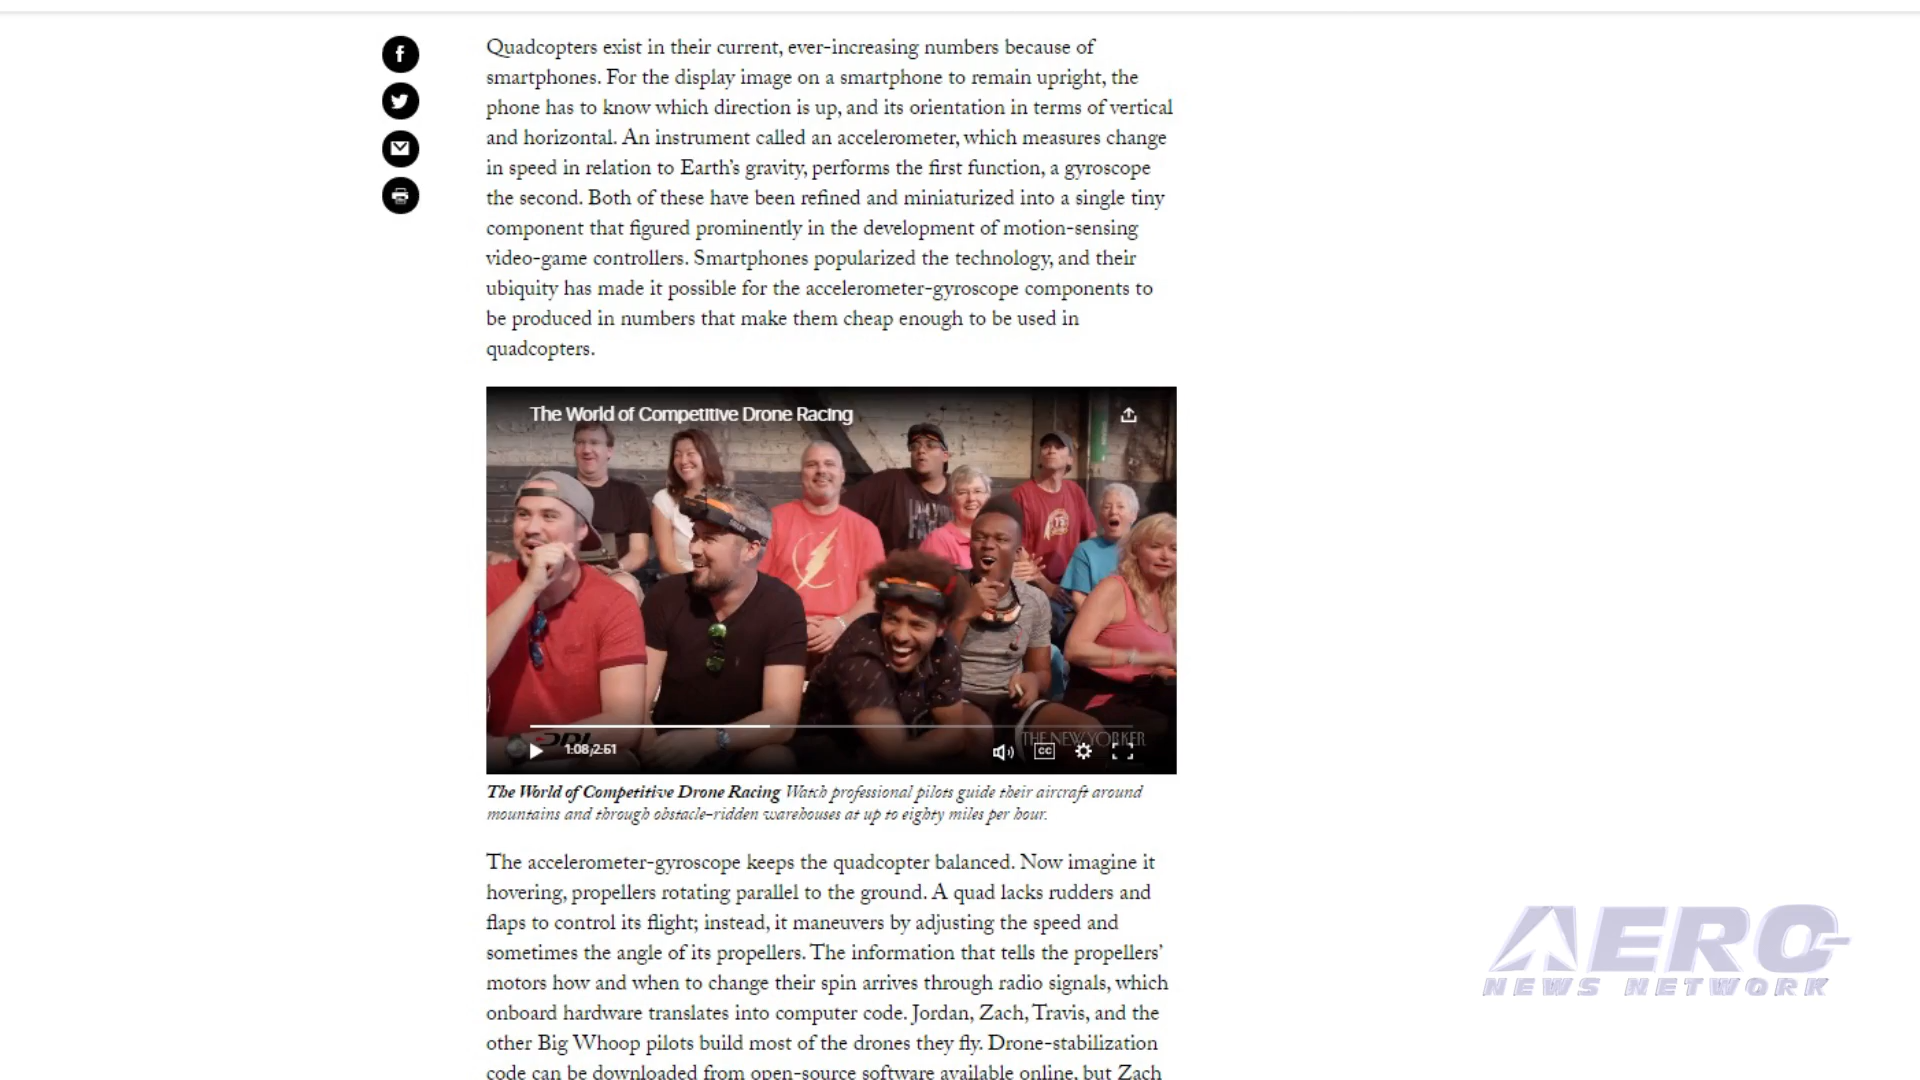 Quadcopters exist in their current, ever-increasing numbers because of
smartphones. For the display image on a smartphone to remain upright, the
phone has to know which direction is up, and its orientation in terms of vertical
and horizontal. An instrument called an accelerometer, which measures change
in speed in relation to Earth's gravity, performs the first function, a gyroscope
the second. Both of these have been refined and miniaturized into a single tiny
component that figured prominently in the development of motion-sensing
video-game controllers. Smartphones popularized the technology, and their
ubiquity has made it possible for the accelerometer-gyroscope components to
be produced in numbers that make them cheap enough to be used in
quadcopters.
The World of Competitive Drone Racing
THE NEW YORKER
1:08/2:51
CC
The World of Competitive Drone Racing Watch professional pilots guide their aircraft around
mountains and through obstacle-ridden warehouses at up to eighty miles per hour.
The accelerometer-gyroscope keeps the quadcopter balanced. Now imagine it
hovering, propellers rotating parallel to the ground. A quad lacks rudders and
flaps to control its flight; instead, it maneuvers by adjusting the speed and
sometimes the angle of its propellers. The information that tells the propellers'
motors how and when to change their spin arrives through radio signals, which
onboard hardware translates into computer code. Jordan, Zach, Travis, and the
other Big Whoop pilots build most of the drones they fly. Drone-stabilization
code can be downloaded from open-source software available online, but Zach
AERO
NEWS NETWORK